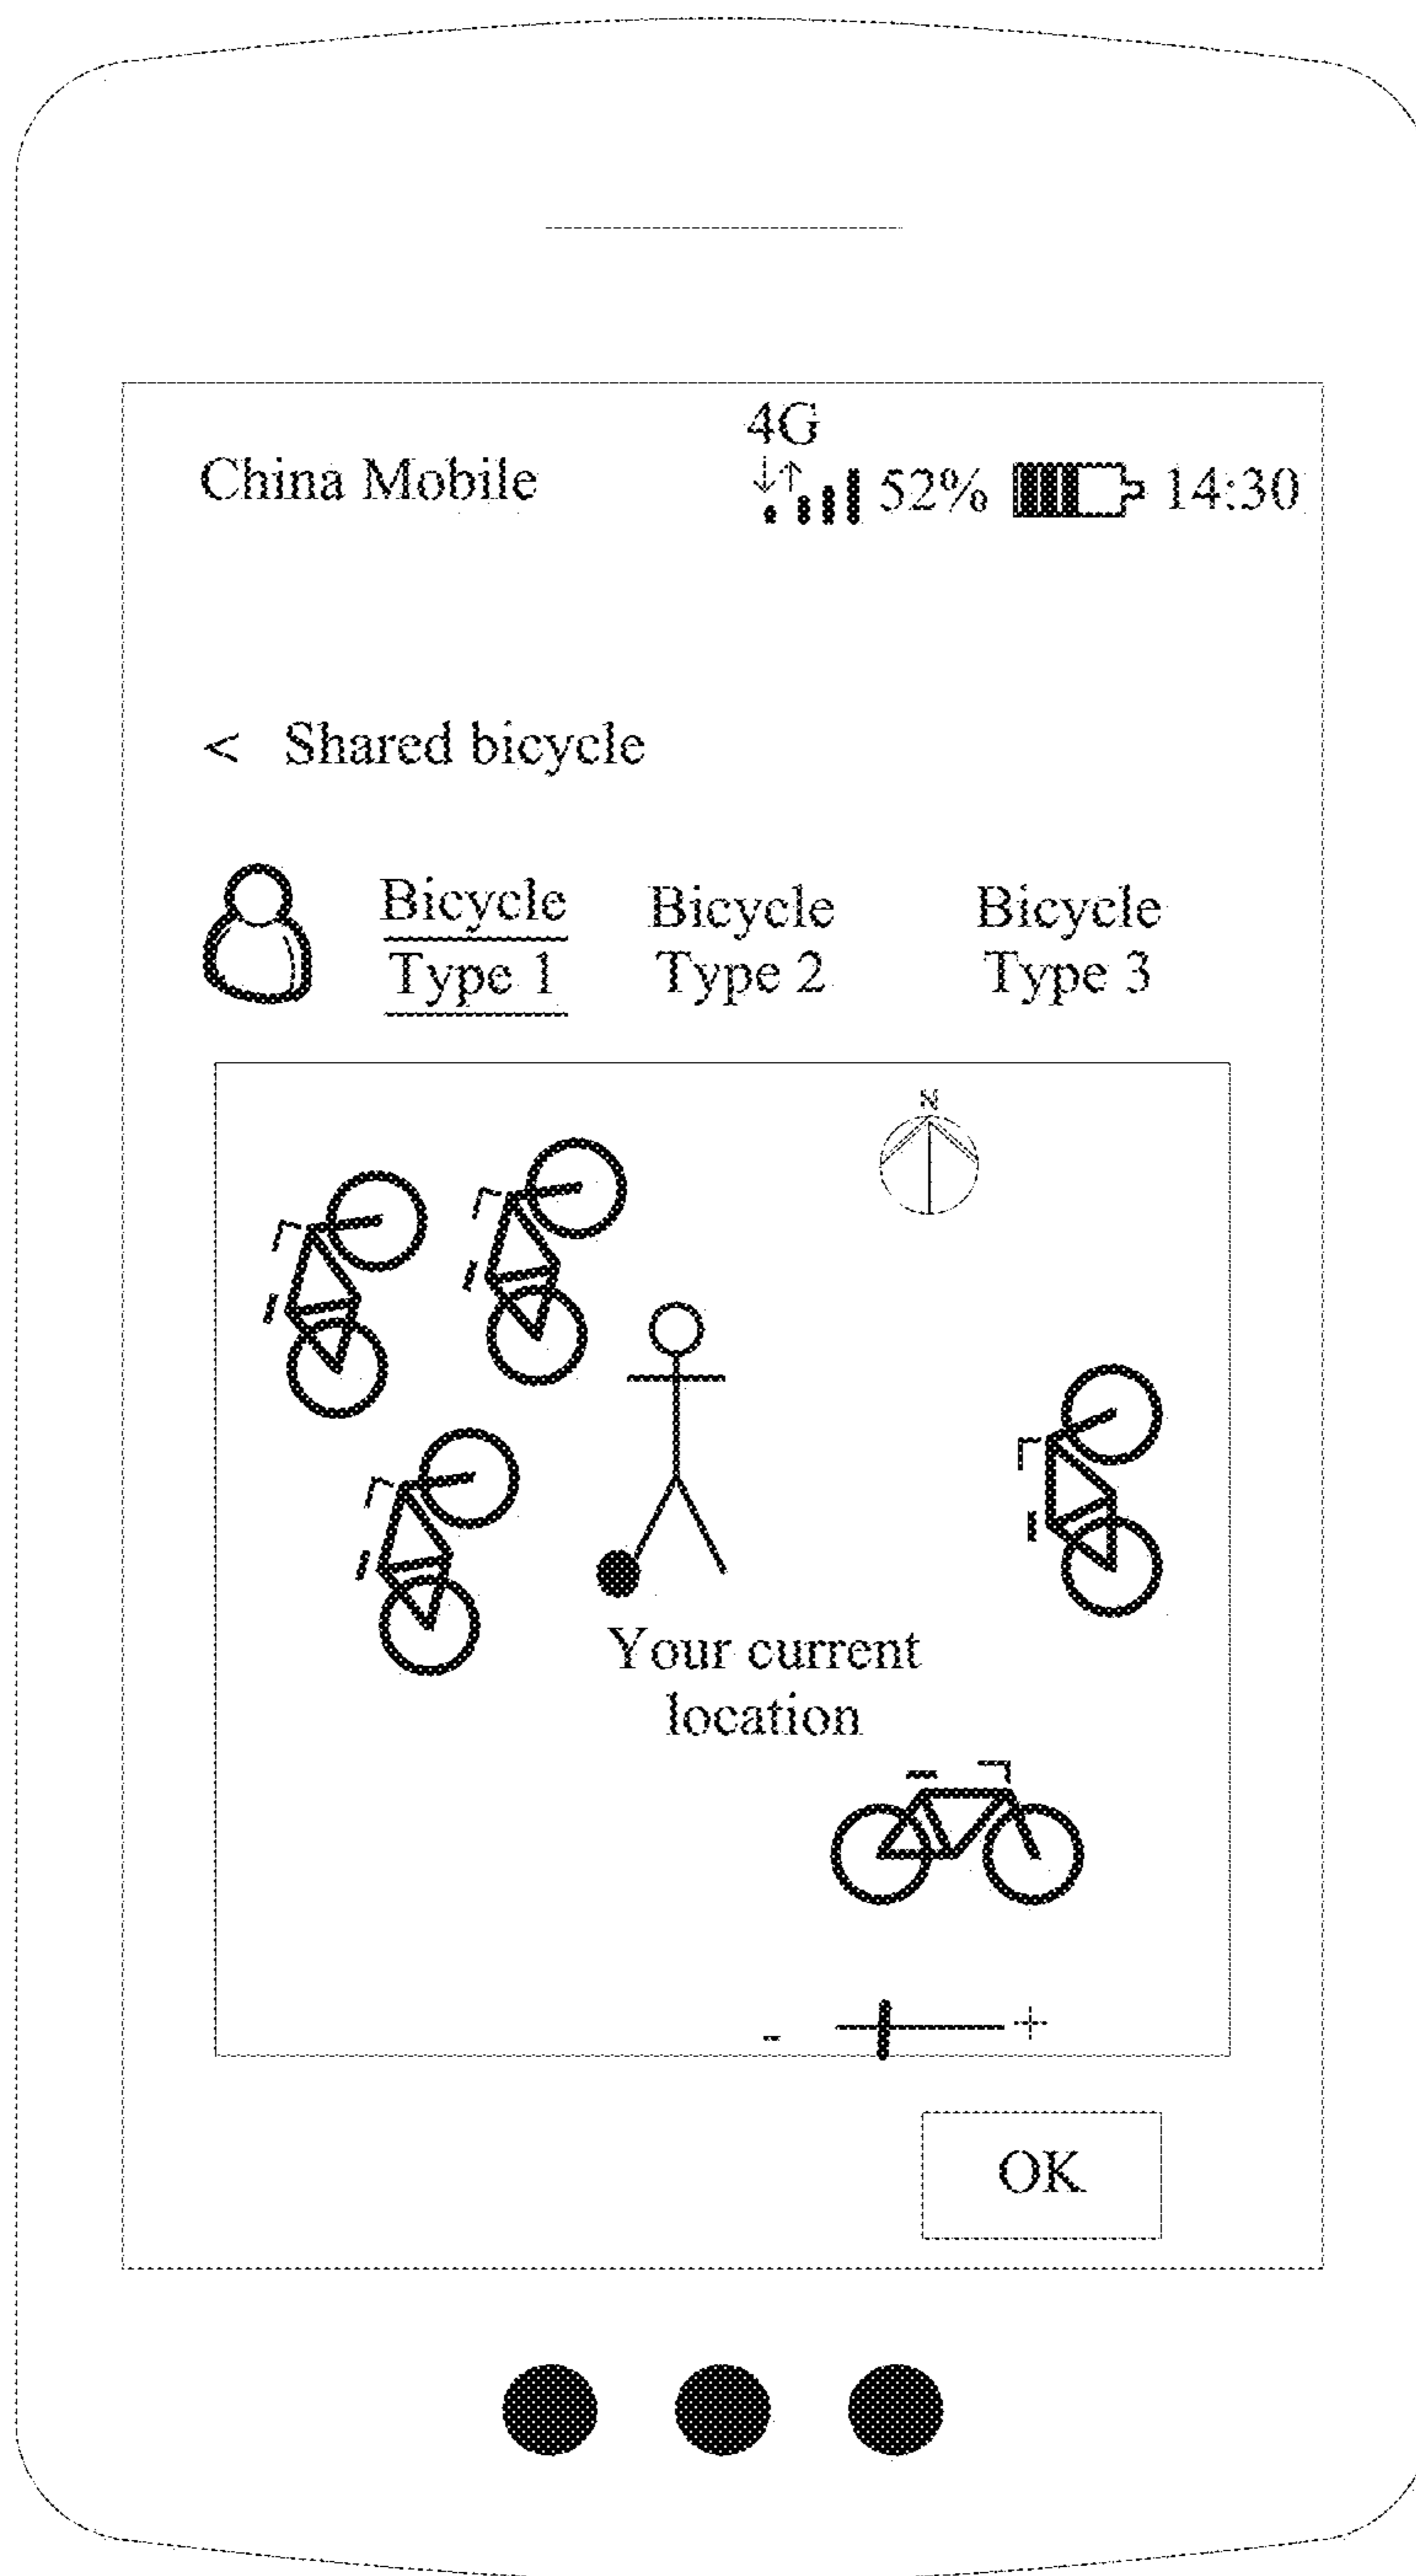 4G
China Mobile 52% 14:30
< Shared bicycle
Bicycle Type 1
Bicycle Type 2
Bicycle Type 3
N
Your current
location
- +
OK